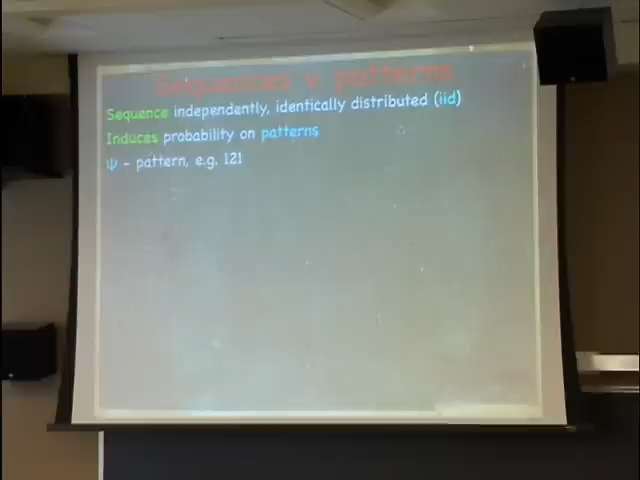 Sequences & patterns
Sequence independently, identically distributed (iid)
Induces probability on patterns
Ψ - pattern, e.g. 121